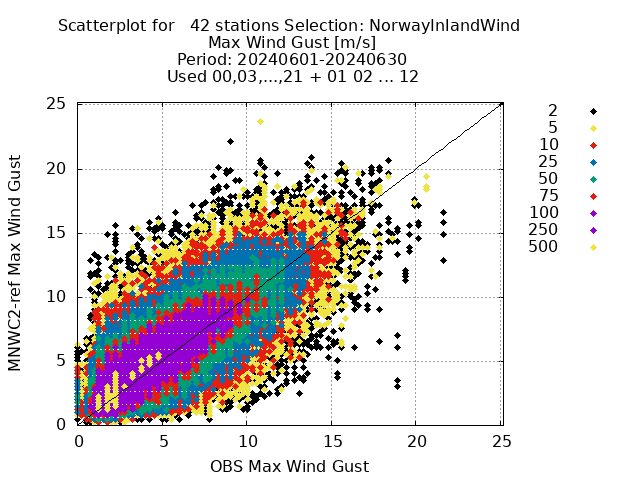 Scatterplot for   42 stations Selection: NorwayInlandWind
Max Wind Gust [m/s]
Period: 20240601-20240630
Used 00,03,...,21 + 01 02 ... 12
MNWC2-ref Max Wind Gust
25
20
15
10
5
0
0 5 10 15 20 25
OBS Max Wind Gust
2
5
10
25
50
75
100
250
500